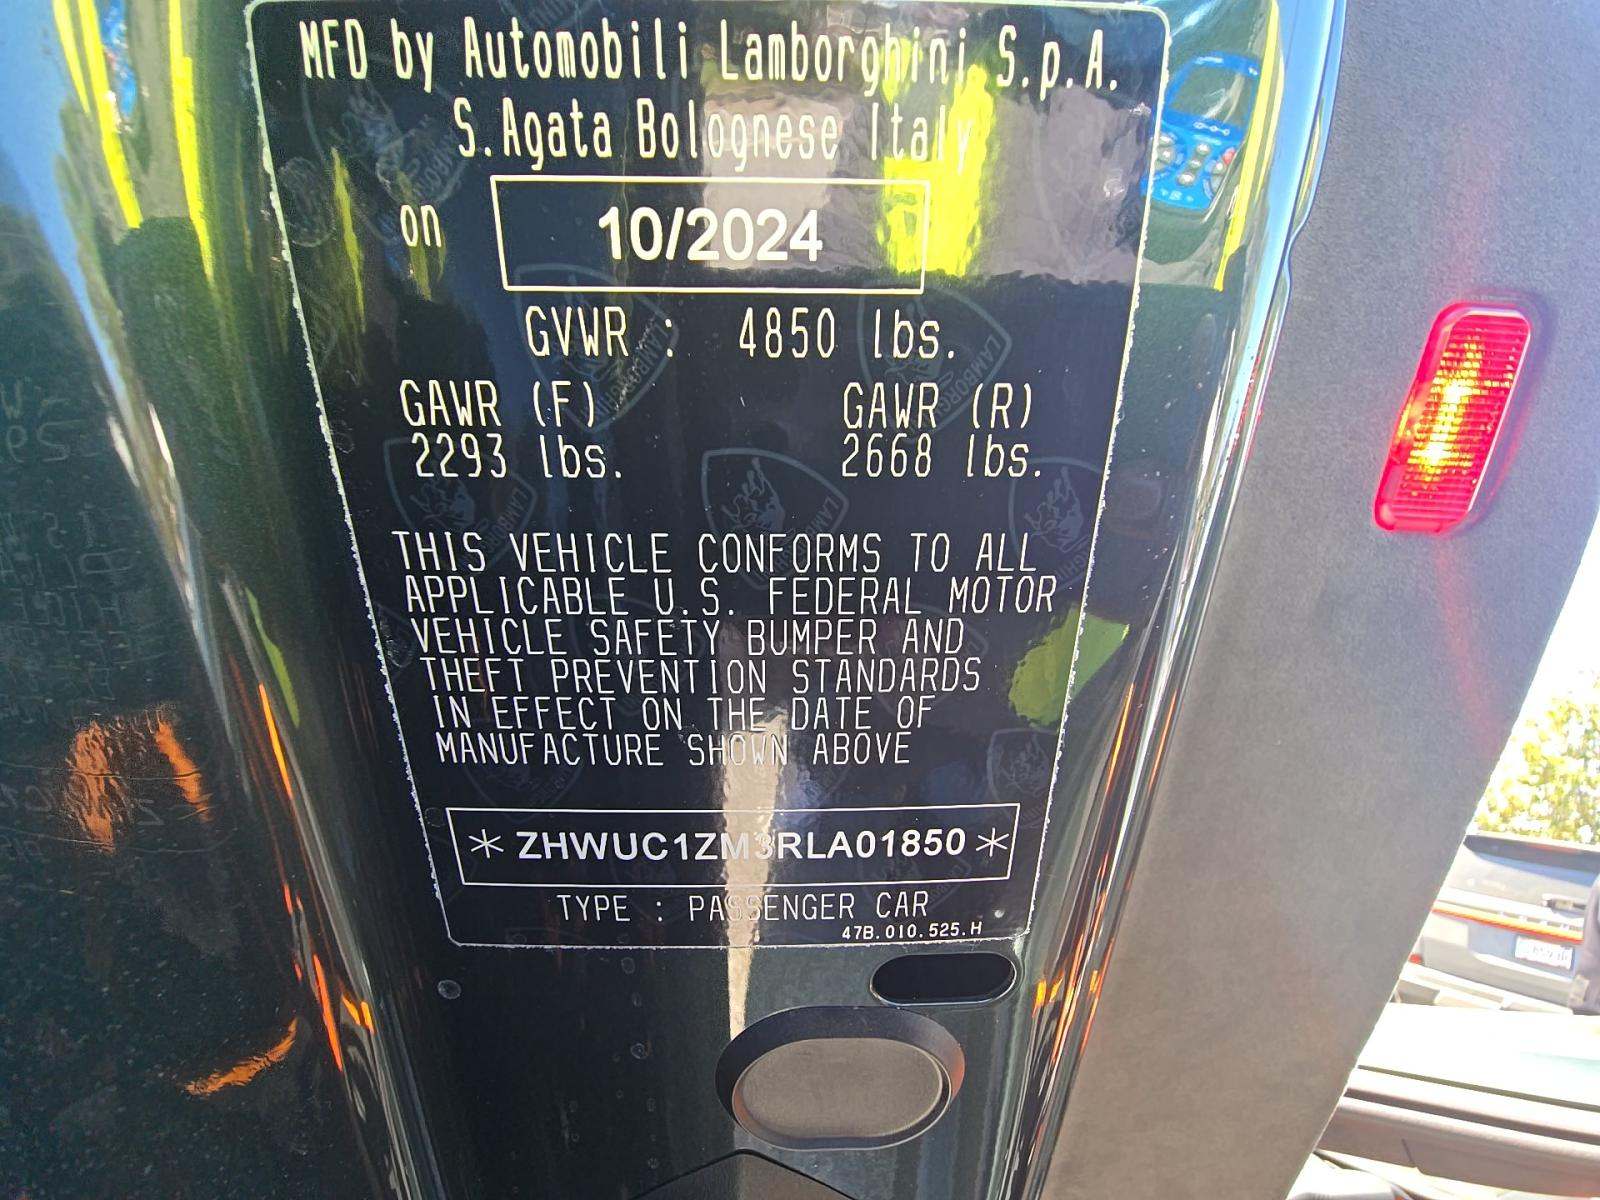 MFD by Automobili Lamborghini S.p.A.
S.Agata Bolognese Italy
on 10/2024
GVWR : 4850 lbs.
GAWR (F) GAWR (R)
2293 lbs. 2668 lbs.
THIS VEHICLE CONFORMS TO ALL
APPLICABLE U.S. FEDERAL MOTOR
VEHICLE SAFETY BUMPER AND
THEFT PREVENTION STANDARDS
IN EFFECT ON THE DATE OF
MANUFACTURE SHOWN ABOVE
*ZHWUC1ZM3RLA01850*
TYPE : PASSENGER CAR
47B.010.525.H